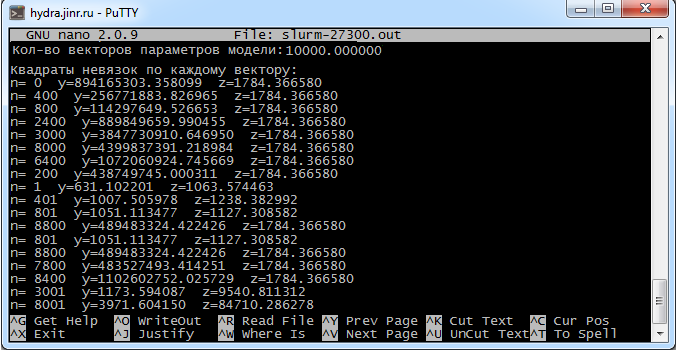 hydra.jinr.ru - PuTTY
GNU nano 2.0.9 File: slurm-27300.out
Кол-во векторов параметров модели:10000.000000
Квадраты невязок по каждому вектору:
n= 0 y=894165303.358099 z=1784.366580
n= 400 y=256771883.826965 z=1784.366580
n= 800 y=114297649.526653 z=1784.366580
n= 2400 y=889849659.990455 z=1784.366580
n= 3000 y=3847730910.646950 z=1784.366580
n= 8000 y=4399837391.218984 z=1784.366580
n= 6400 y=1072060924.745669 z=1784.366580
n= 200 y=438749745.000311 z=1784.366580
n= 1 y=631.102201 z=1063.574463
n= 401 y=1007.505978 z=1238.382992
n= 801 y=1051.113477 z=1127.308582
n= 8800 y=489483324.422426 z=1784.366580
n= 801 y=1051.113477 z=1127.308582
n= 8800 y=489483324.422426 z=1784.366580
n= 7800 y=483527493.414251 z=1784.366580
n= 8400 y=1102602752.025729 z=1784.366580
n= 3001 y=1173.594087 z=9540.811312
n= 8001 y=3971.604150 z=84710.286278
^G Get Help ^O WriteOut ^R Read File ^Y Prev Page ^K Cut Text ^C Cur Pos
^X Exit ^J Justify ^W Where Is ^V Next Page ^U UnCut Text ^T To Spell